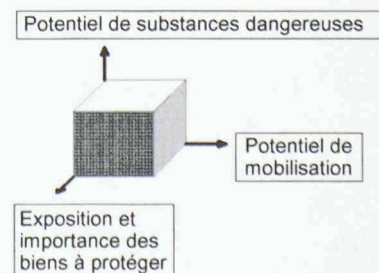 Potentiel de substances dangereuses
Potentiel de
mobilisation
Exposition et
importance des
biens à protéger